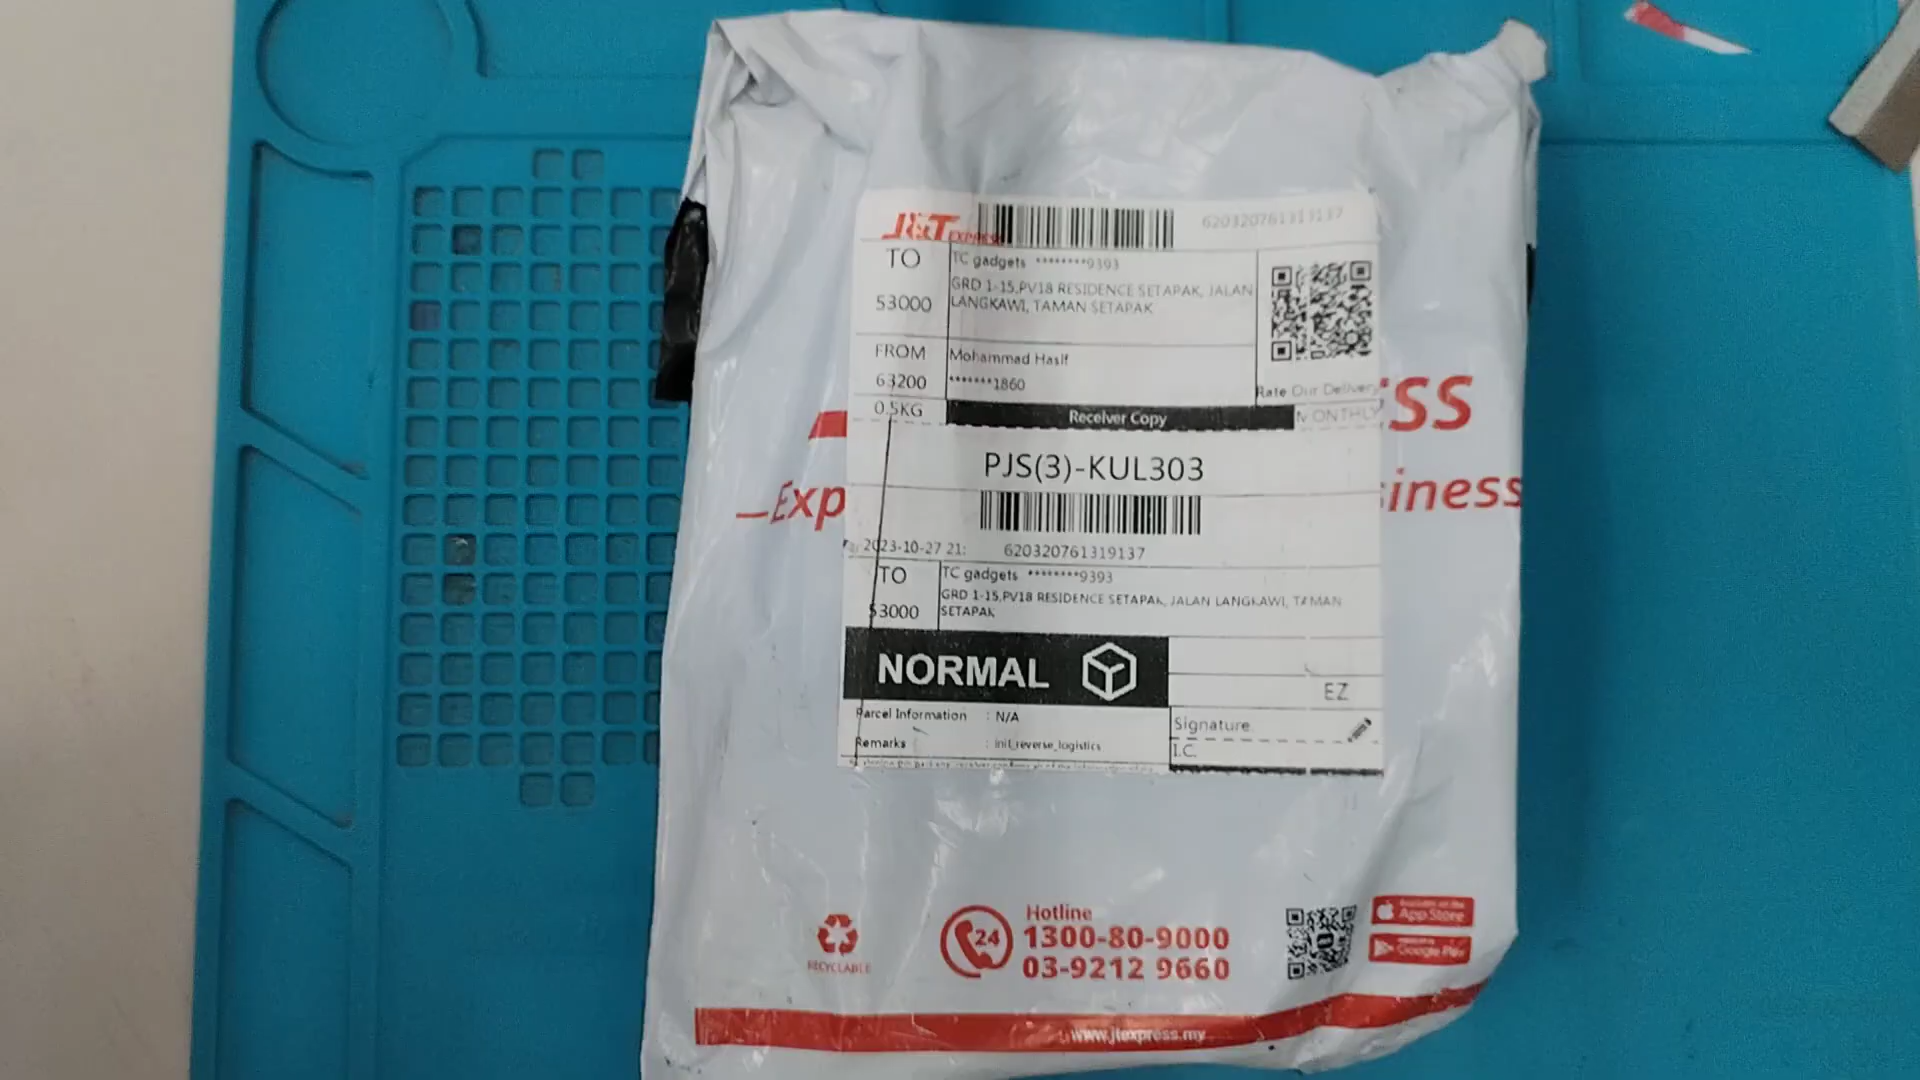 J&T EXPRESS
TO
TC gadgets ********9393
53000
GRD 1-15,PV18 RESIDENCE SETAPAK, JALAN
LANGKAWI, TAMAN SETAPAK
FROM
Mohammad Hasif
63200
*******1860
Rate Our Delivery
0.5KG
Receiver Copy
MONTHLY
SS
PJS(3)-KUL303
Exp
iness
2023-10-27 21:
620320761319137
TO
TC gadgets ********9393
53000
GRD 1-15,PV18 RESIDENCE SETAPAK, JALAN LANGKAWI, TAMAN
SETAPAK
NORMAL
EZ
Parcel Information : N/A
Signature
Remarks : init_reverse_logistics
I.C.
RECYCLABLE
24
Hotline
1300-80-9000
03-9212 9660
Available on the
App Store
Google Play
www.jtexpress.my